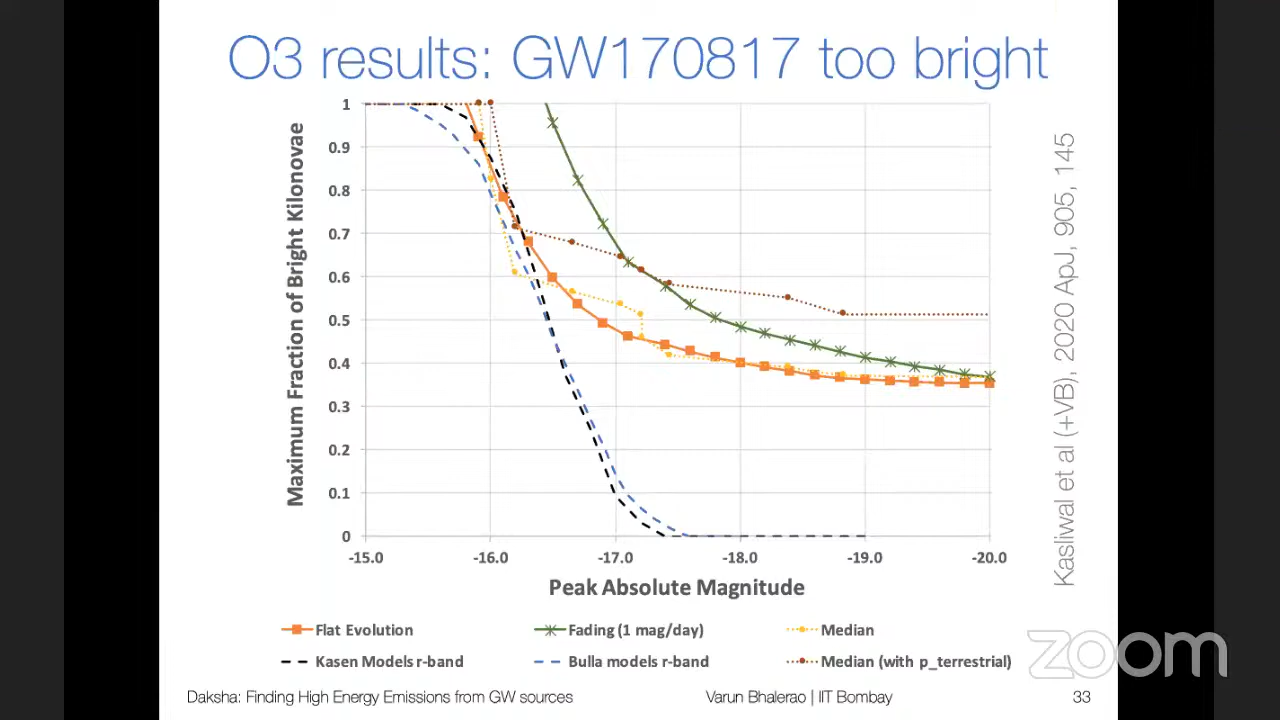 O3 results: GW170817 too bright
Maximum Fraction of Bright Kilonovae
1
0.9
0.8
0.7
0.6
0.5
0.4
0.3
0.2
0.1
0
-15.0 -16.0 -17.0 -18.0 -19.0 -20.0
Peak Absolute Magnitude
Flat Evolution Fading (1 mag/day) Median
Kasen Models r-band Bulla models r-band Median (with p_terrestrial)
Kasliwal et al (+VB), 2020 ApJ, 905, 145
zoom
Daksha: Finding High Energy Emissions from GW sources Varun Bhalerao | IIT Bombay 33